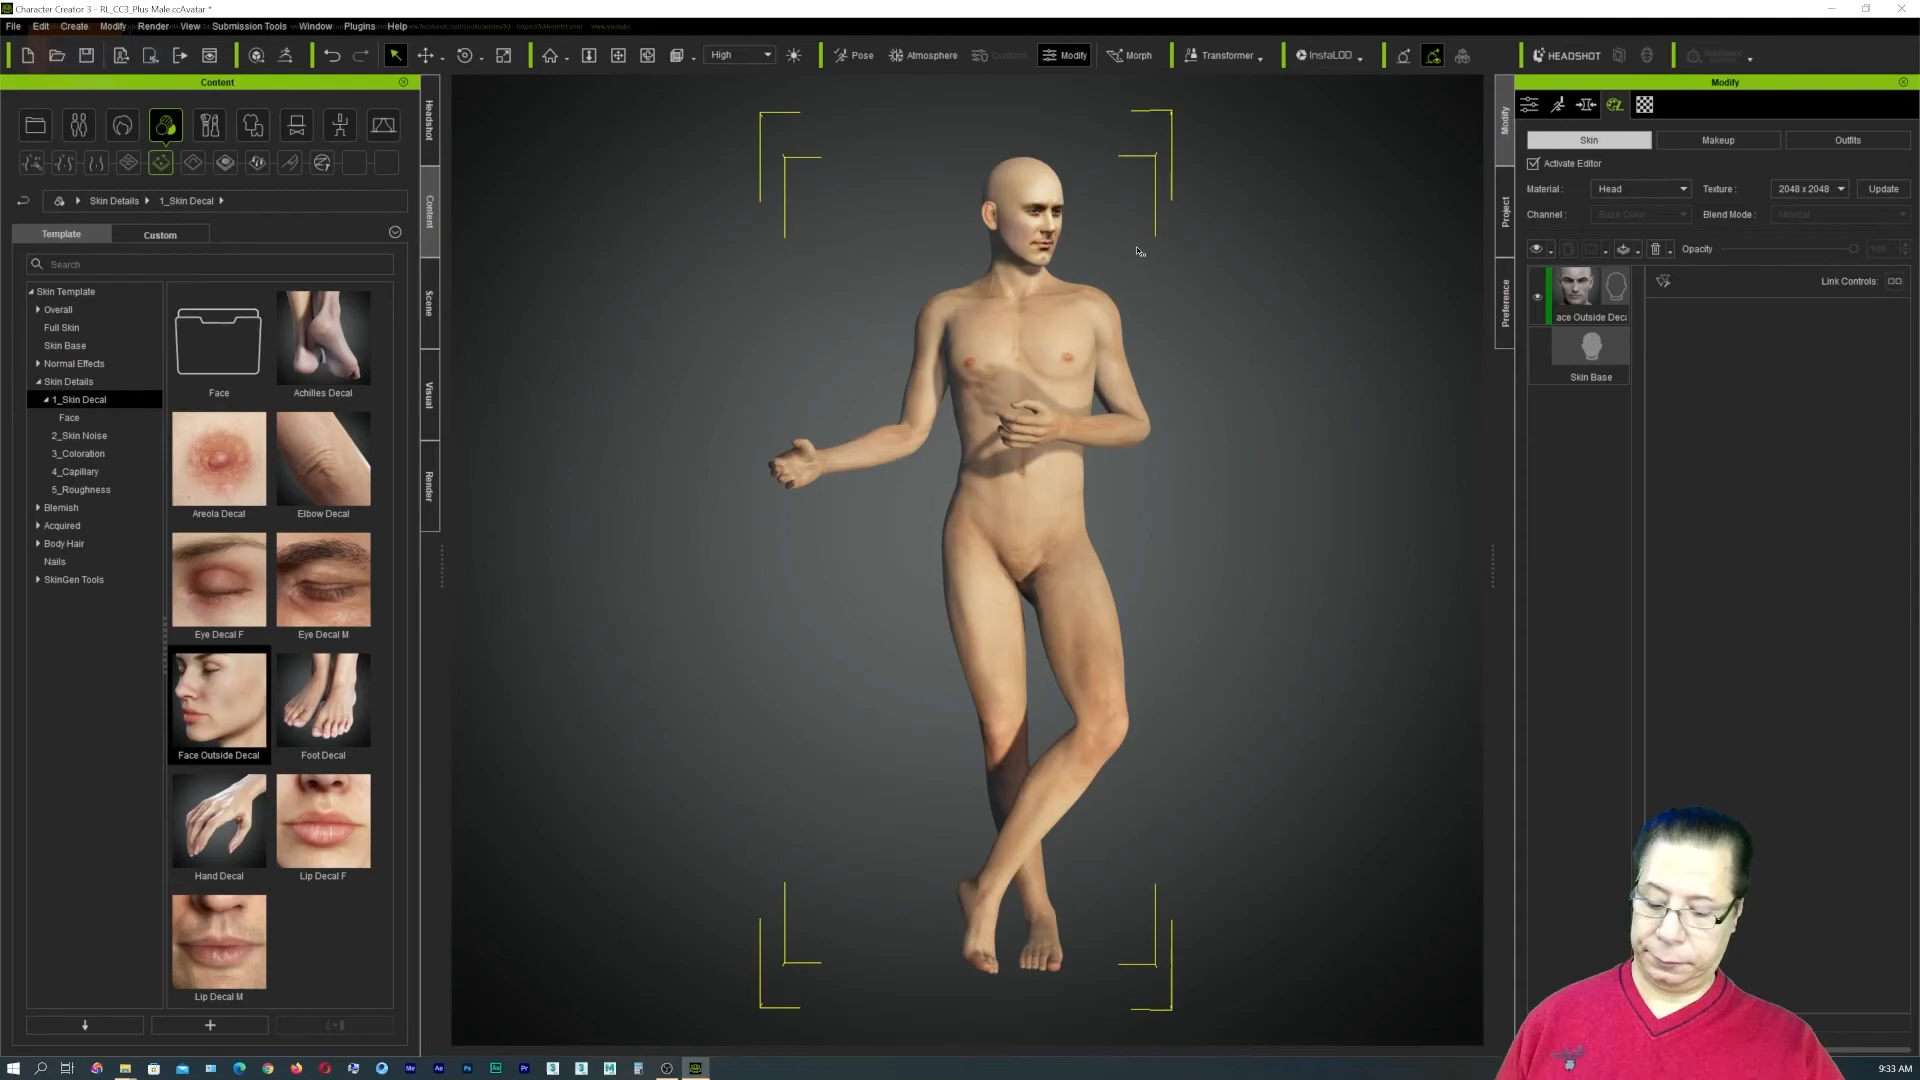 Character Creator 3 - RL_CC3_Plus Male.ccAvatar *
File Edit Create Modify Render View Submission Tools Window Plugins Help
High
Pose
Atmosphere
Conform
Modify
Morph
Transformer
InstaLOD
HEADSHOT
Content
Modify
Skin Details
1_Skin Decal
Template
Custom
Search
Skin Template
Overall
Full Skin
Skin Base
Normal Effects
Skin Details
1_Skin Decal
Face
2_Skin Noise
3_Coloration
4_Capillary
5_Roughness
Blemish
Acquired
Body Hair
Nails
SkinGen Tools
Face
Achilles Decal
Areola Decal
Elbow Decal
Eye Decal F
Eye Decal M
Face Outside Decal
Foot Decal
Hand Decal
Lip Decal F
Lip Decal M
Headshot
Content
Scene
Visual
Render
Modify
Project
Preference
Skin
Makeup
Outfits
Activate Editor
Material :
Head
Texture :
2048 x 2048
Update
Channel :
Base Color
Blend Mode :
Normal
Opacity
100
ace Outside Deca
Link Controls:
Skin Base
9:33 AM